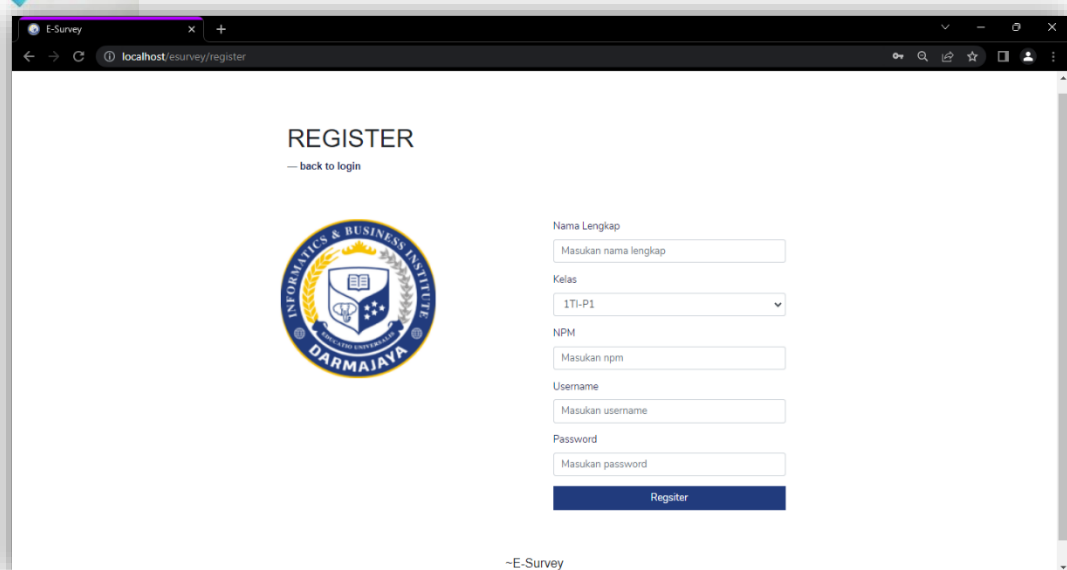 E-Survey
localhost/esurvey/register
REGISTER
— back to login
INFORMATICS & BUSINESS INSTITUTE
EDUCATIO UNIVERSALIS
DARMAJAYA
Nama Lengkap
Masukan nama lengkap
Kelas
1TI-P1
NPM
Masukan npm
Username
Masukan username
Password
Masukan password
Regsiter
~E-Survey